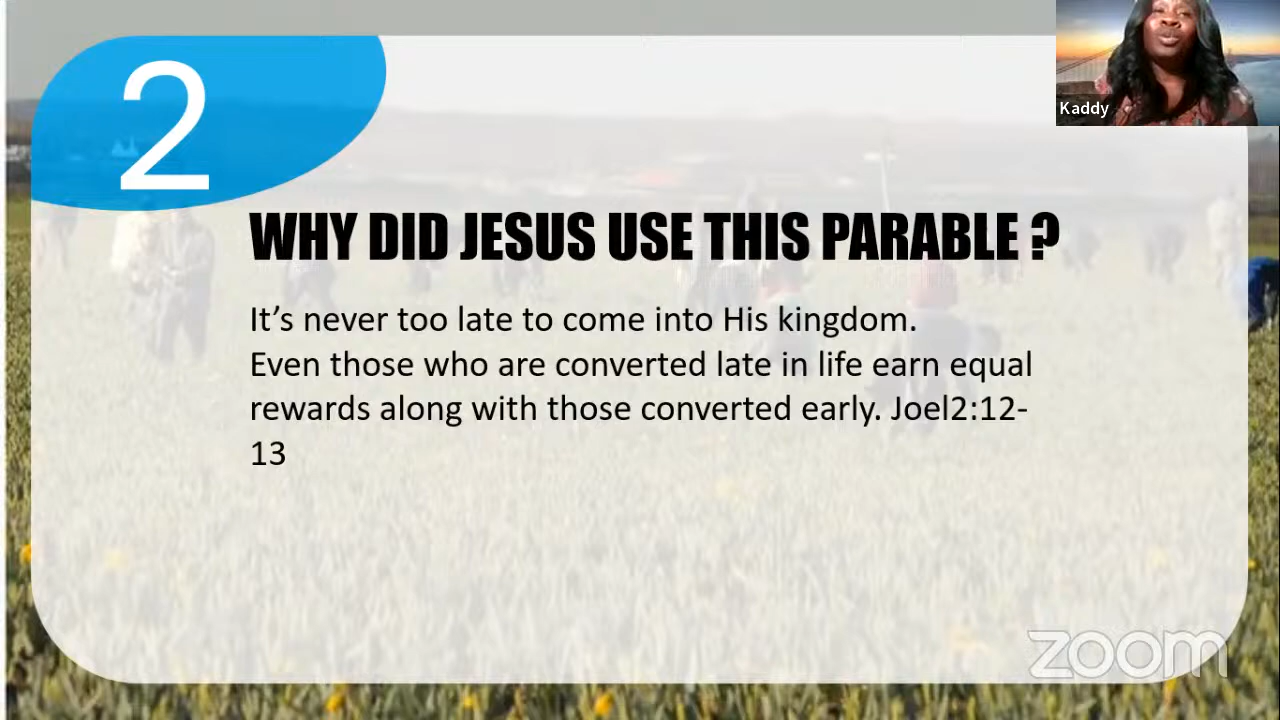 2
Kaddy
WHY DID JESUS USE THIS PARABLE ?
It’s never too late to come into His kingdom.
Even those who are converted late in life earn equal
rewards along with those converted early. Joel2:12-
13
zoom